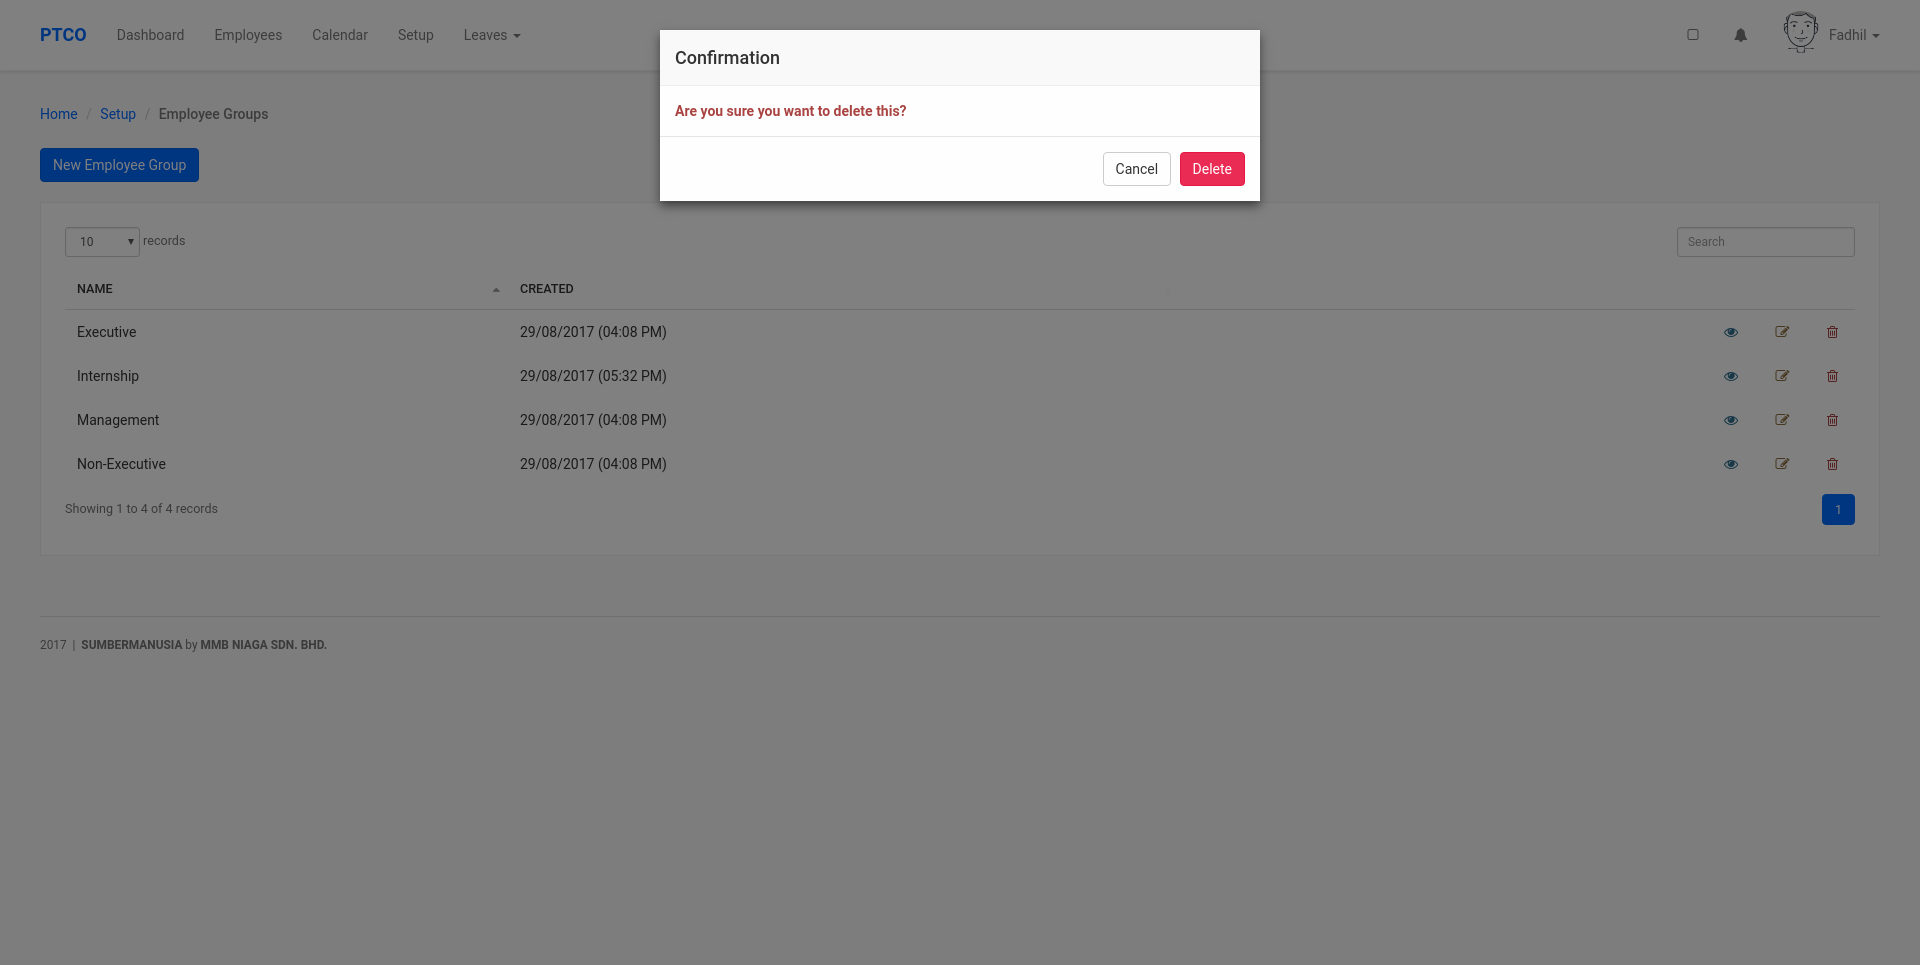 PTCO Dashboard Employees Calendar Setup Leaves Fadhil
Confirmation
Are you sure you want to delete this?
Cancel Delete
Home / Setup / Employee Groups
New Employee Group
10 records Search
NAME CREATED
Executive 29/08/2017 (04:08 PM)
Internship 29/08/2017 (05:32 PM)
Management 29/08/2017 (04:08 PM)
Non-Executive 29/08/2017 (04:08 PM)
Showing 1 to 4 of 4 records 1
2017 | SUMBERMANUSIA by MMB NIAGA SDN. BHD.